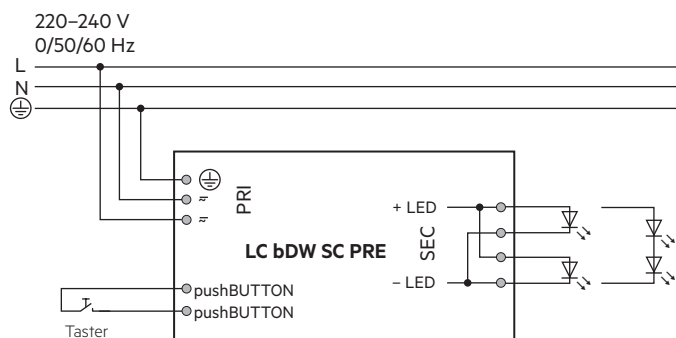 220–240 V
0/50/60 Hz
L
N
PRI
+ LED
SEC
LC bDW SC PRE
– LED
pushBUTTON
pushBUTTON
Taster